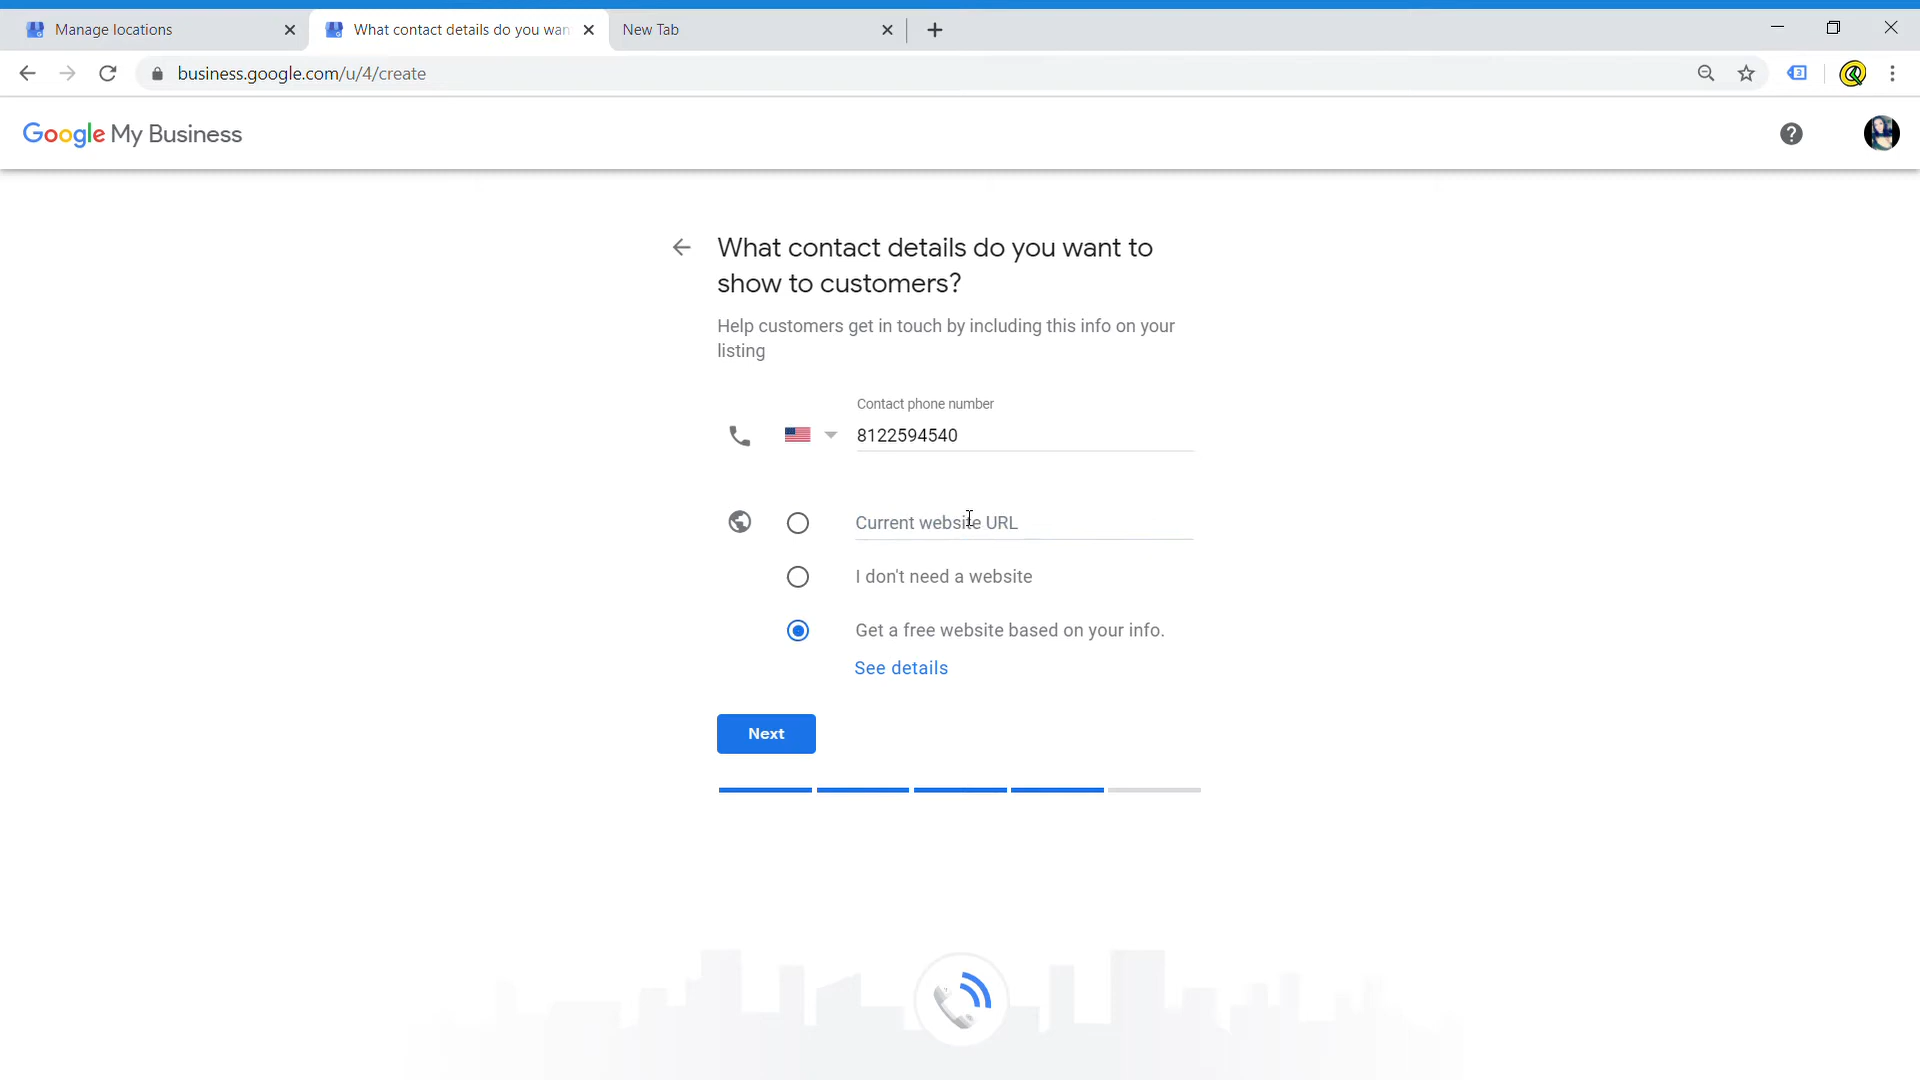 Manage locations
What contact details do you wan
New Tab
business.google.com/u/4/create
Google My Business
What contact details do you want to
show to customers?
Help customers get in touch by including this info on your
listing
Contact phone number
8122594540
Current website URL
I don't need a website
Get a free website based on your info.
See details
Next